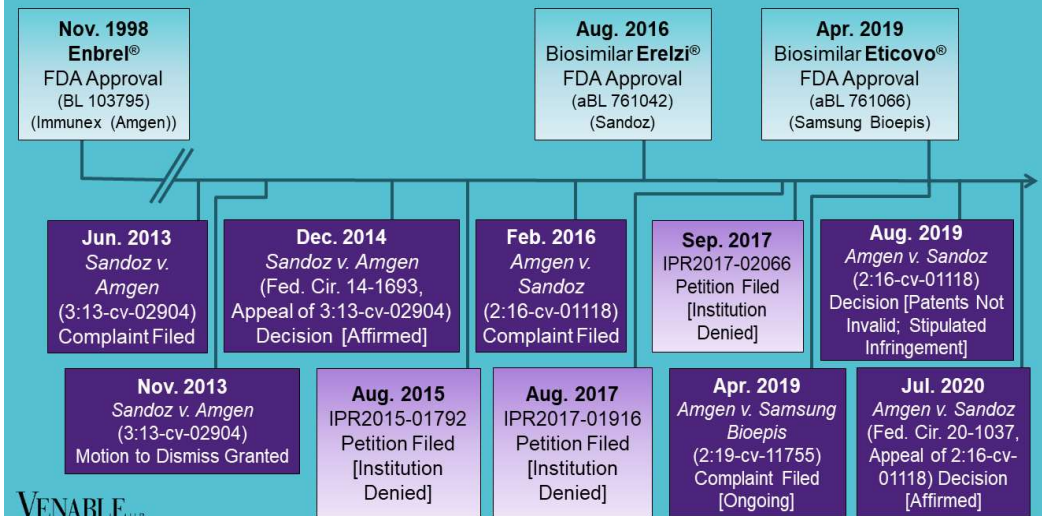 Nov. 1998
Enbrel®
FDA Approval
(BL 103795)
(Immunex (Amgen))
Aug. 2016
Biosimilar Erelzi®
FDA Approval
(aBL 761042)
(Sandoz)
Apr. 2019
Biosimilar Eticovo®
FDA Approval
(aBL 761066)
(Samsung Bioepis)
Jun. 2013
Sandoz v.
Amgen
(3:13-cv-02904)
Complaint Filed
Dec. 2014
Sandoz v. Amgen
(Fed. Cir. 14-1693,
Appeal of 3:13-cv-02904)
Decision [Affirmed]
Feb. 2016
Amgen v.
Sandoz
(2:16-cv-01118)
Complaint Filed
Sep. 2017
IPR2017-02066
Petition Filed
[Institution
Denied]
Aug. 2019
Amgen v. Sandoz
(2:16-cv-01118)
Decision [Patents Not
Invalid; Stipulated
Infringement]
Nov. 2013
Sandoz v. Amgen
(3:13-cv-02904)
Motion to Dismiss Granted
Aug. 2015
IPR2015-01792
Petition Filed
[Institution
Denied]
Aug. 2017
IPR2017-01916
Petition Filed
[Institution
Denied]
Apr. 2019
Amgen v. Samsung
Bioepis
(2:19-cv-11755)
Complaint Filed
[Ongoing]
Jul. 2020
Amgen v. Sandoz
(Fed. Cir. 20-1037,
Appeal of 2:16-cv-
01118) Decision
[Affirmed]
VENABLE